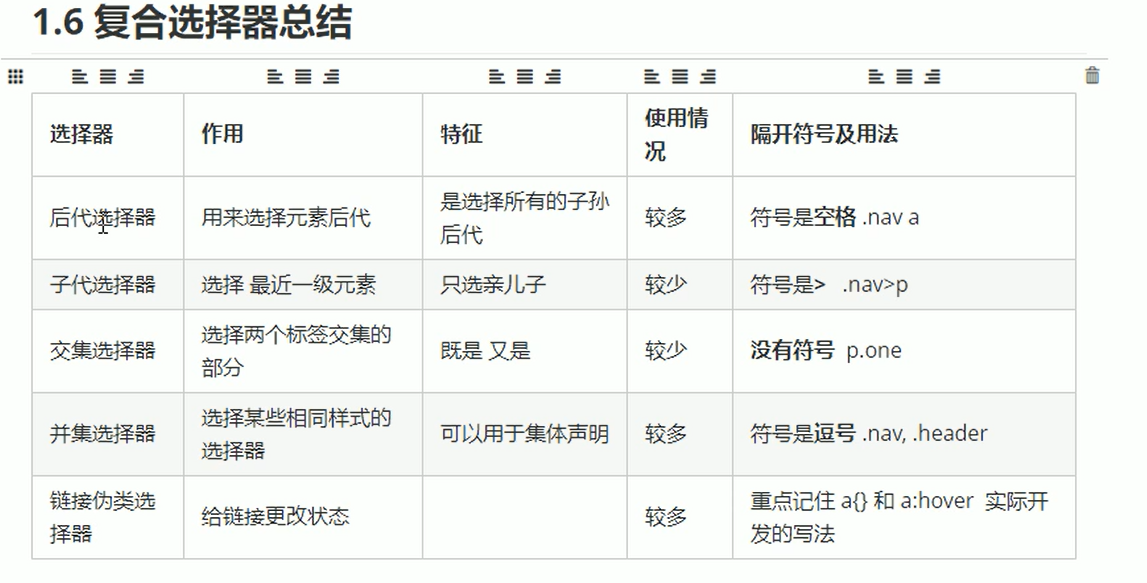 1.6 复合选择器总结
选择器 作用 特征 使用情况 隔开符号及用法
后代选择器 用来选择元素后代 是选择所有的子孙后代 较多 符号是空格 .nav a
子代选择器 选择 最近一级元素 只选亲儿子 较少 符号是> .nav>p
交集选择器 选择两个标签交集的部分 既是 又是 较少 没有符号 p.one
并集选择器 选择某些相同样式的选择器 可以用于集体声明 较多 符号是逗号 .nav, .header
链接伪类选择器 给链接更改状态 较多 重点记住 a{} 和 a:hover 实际开发的写法